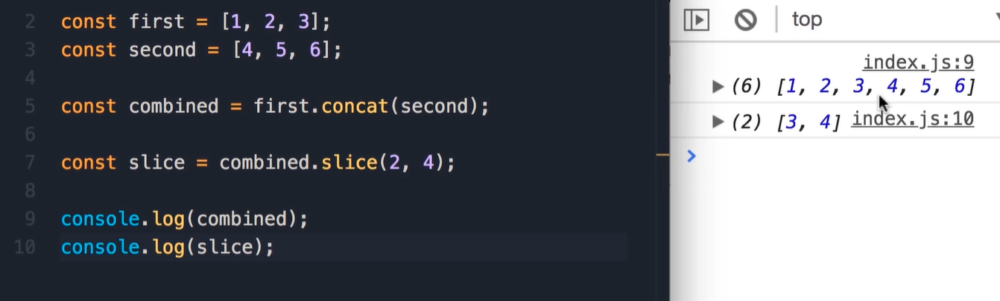 2 const first = [1, 2, 3];
3 const second = [4, 5, 6];
4
5 const combined = first.concat(second);
6
7 const slice = combined.slice(2, 4);
8
9 console.log(combined);
10 console.log(slice);
top
index.js:9
(6) [1, 2, 3, 4, 5, 6]
(2) [3, 4] index.js:10